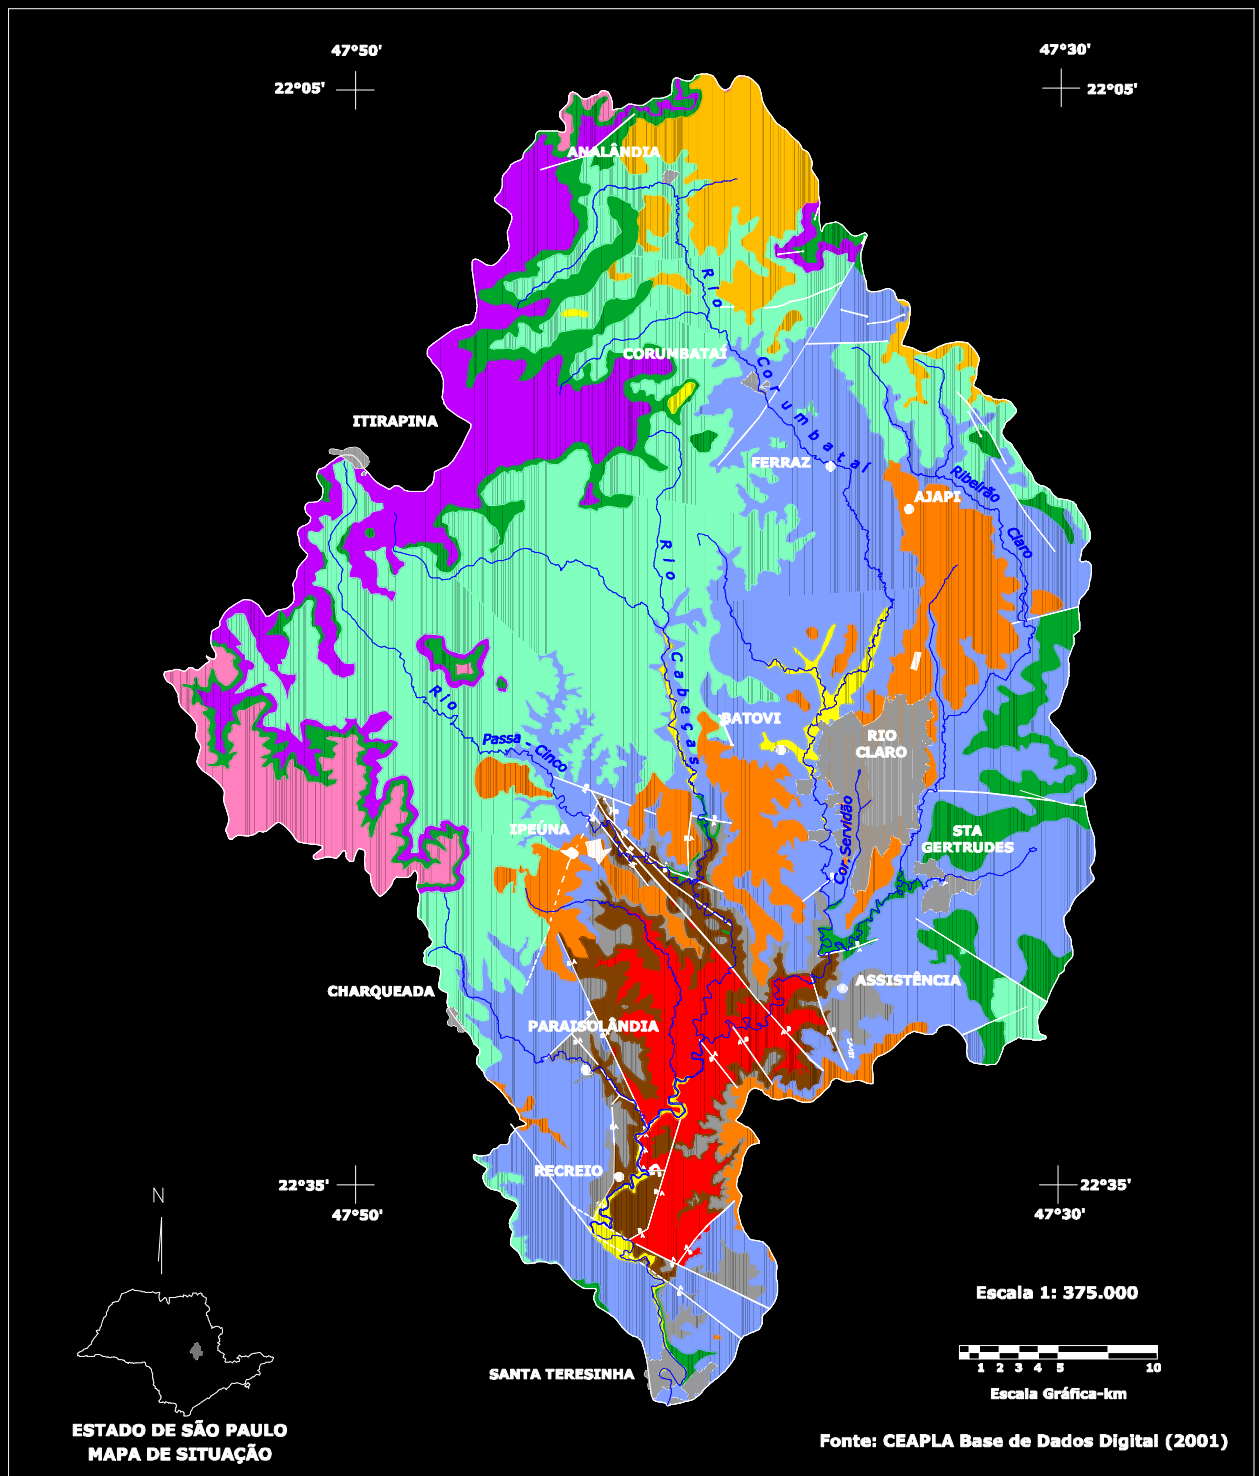 47°50'
47°30'
22°05'
22°05'
ANALÂNDIA
Rio
CORUMBATAÍ
Corumbataí
ITIRAPINA
FERRAZ
Ribeirão
AJAPI
Claro
Rio
Cabeças
Rio
BATOVI
RIO
CLARO
Passa - Cinco
Cor. Servidão
IPEÚNA
STA
GERTRUDES
ASSISTÊNCIA
CHARQUEADA
PARAISOLÂNDIA
RECREIO
22°35'
22°35'
47°50'
47°30'
N
Escala 1: 375.000
1 2 3 4 5 10
Escala Gráfica-km
SANTA TERESINHA
ESTADO DE SÃO PAULO
MAPA DE SITUAÇÃO
Fonte: CEAPLA Base de Dados Digital (2001)